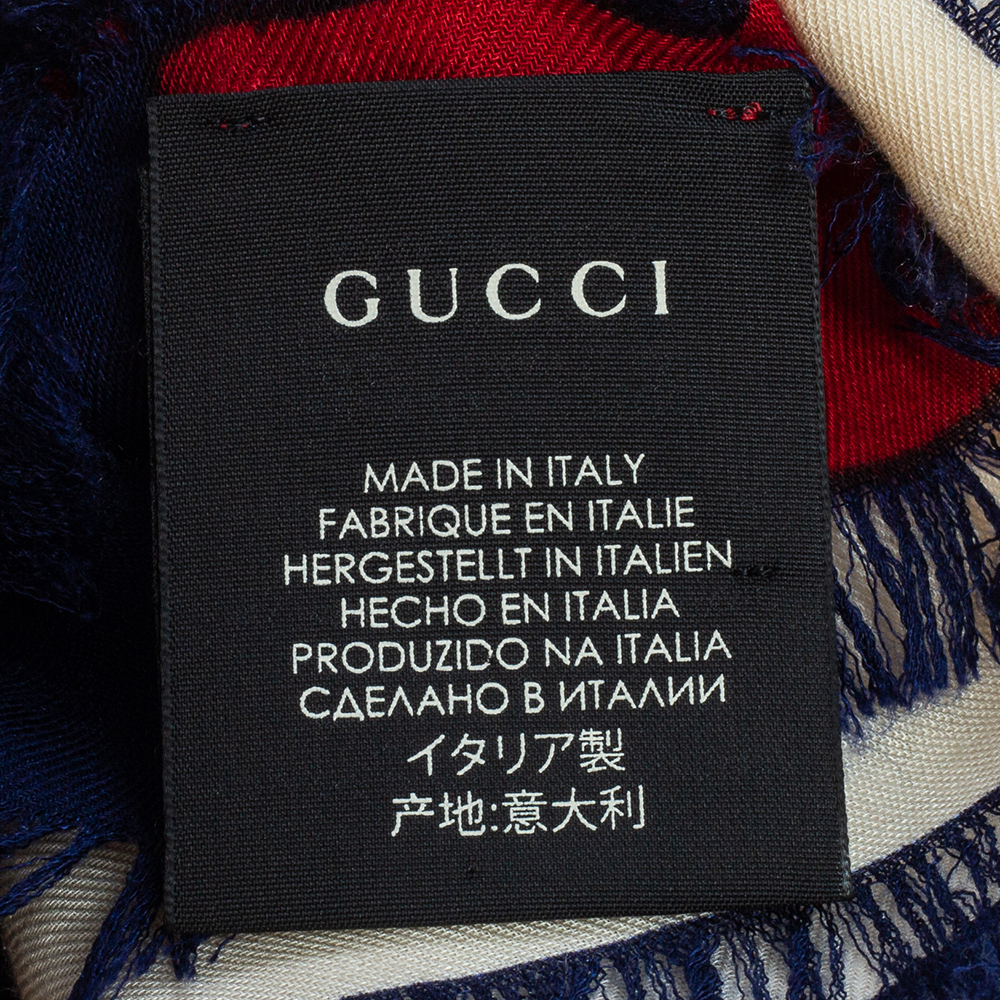 GUCCI
MADE IN ITALY
FABRIQUE EN ITALIE
HERGESTELLT IN ITALIEN
HECHO EN ITALIA
PRODUZIDO NA ITALIA
СДЕЛАНО В ИТАЛИИ
イタリア製
产地:意大利